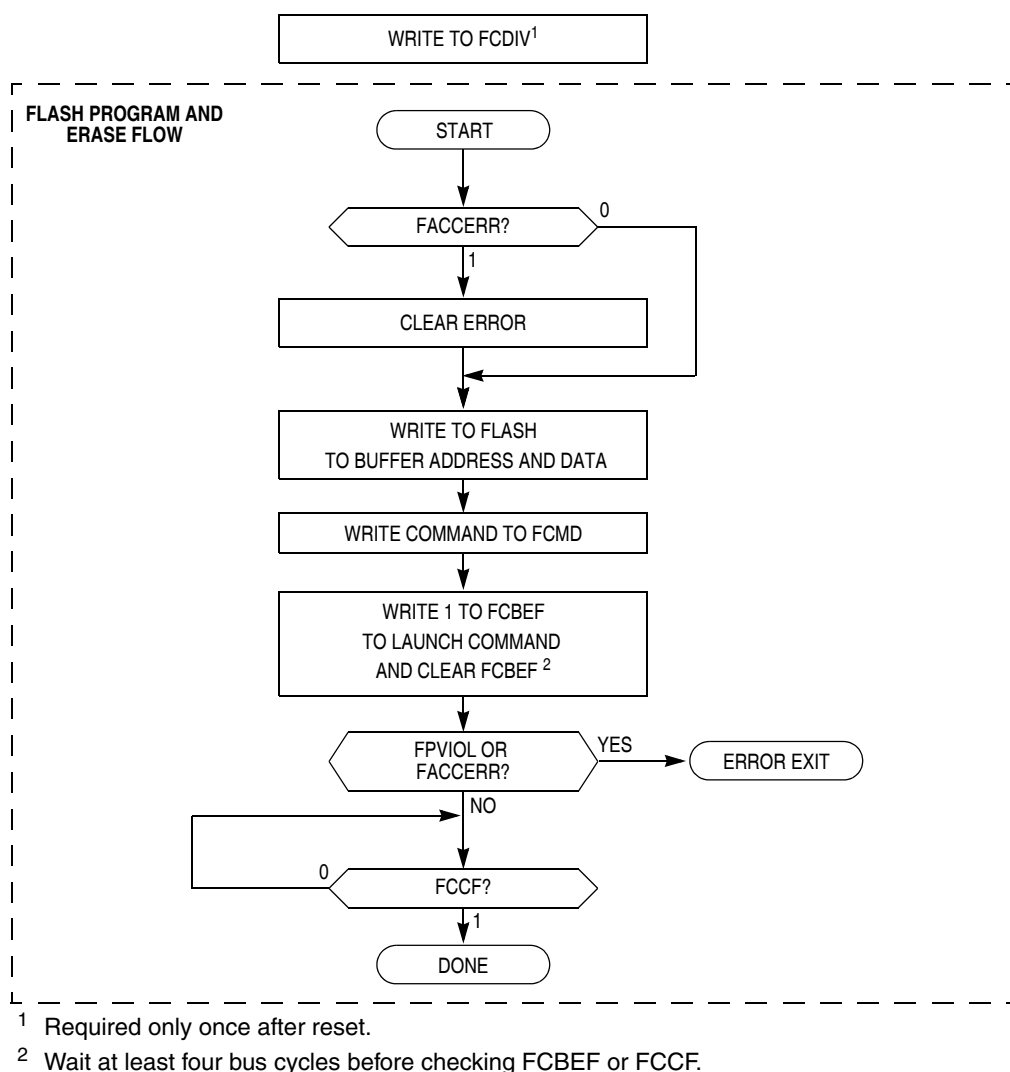 WRITE TO FCDIV1
FLASH PROGRAM AND
ERASE FLOW
START
FACCERR?
0
1
CLEAR ERROR
WRITE TO FLASH
TO BUFFER ADDRESS AND DATA
WRITE COMMAND TO FCMD
WRITE 1 TO FCBEF
TO LAUNCH COMMAND
AND CLEAR FCBEF 2
FPVIOL OR
FACCERR?
YES
ERROR EXIT
NO
0
FCCF?
1
DONE
1 Required only once after reset.
2 Wait at least four bus cycles before checking FCBEF or FCCF.